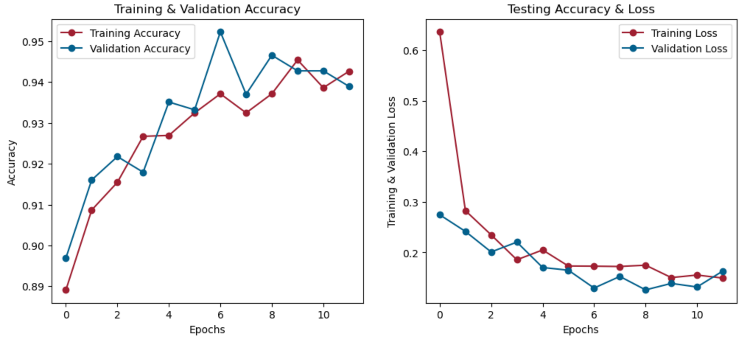 Training & Validation Accuracy
Training Accuracy
Validation Accuracy
Accuracy
0.95
0.94
0.93
0.92
0.91
0.90
0.89
0 2 4 6 8 10
Epochs
Testing Accuracy & Loss
Training Loss
Validation Loss
Training & Validation Loss
0.6
0.5
0.4
0.3
0.2
0 2 4 6 8 10
Epochs